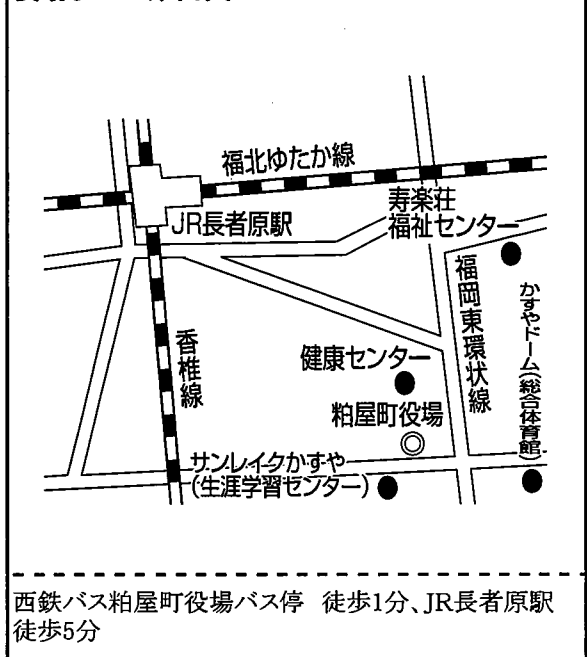 福北ゆたか線
JR長者原駅
寿楽荘
福祉センター
福岡東環状線
かすやドーム(総合体育館)
香椎線
健康センター
粕屋町役場
サンレイクかすや
(生涯学習センター)
西鉄バス粕屋町役場バス停 徒歩1分、JR長者原駅
徒歩5分